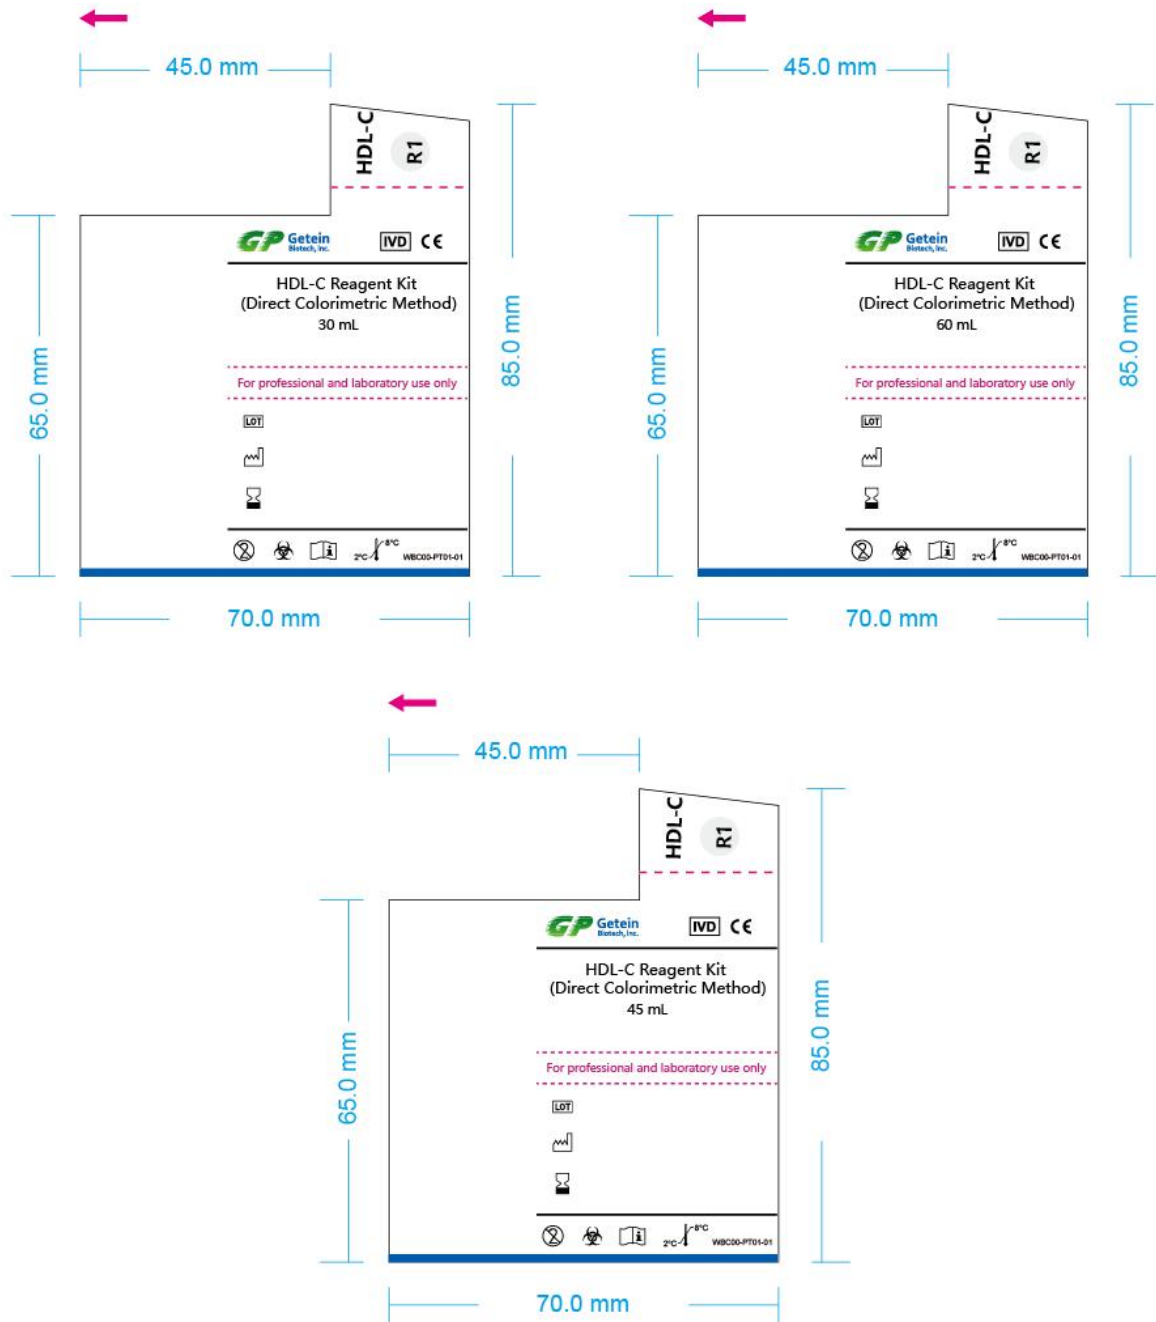 45.0 mm
HDL-C
R1
GP Getein
Biotech, Inc.
IVD CE
HDL-C Reagent Kit
(Direct Colorimetric Method)
30 mL
For professional and laboratory use only
LOT
2
i
2°C 8°C
WBC00-PT01-01
65.0 mm
85.0 mm
70.0 mm
45.0 mm
HDL-C
R1
GP Getein
Biotech, Inc.
IVD CE
HDL-C Reagent Kit
(Direct Colorimetric Method)
60 mL
For professional and laboratory use only
LOT
2
i
2°C 8°C
WBC00-PT01-01
65.0 mm
85.0 mm
70.0 mm
45.0 mm
HDL-C
R1
GP Getein
Biotech, Inc.
IVD CE
HDL-C Reagent Kit
(Direct Colorimetric Method)
45 mL
For professional and laboratory use only
LOT
2
i
2°C 8°C
WBC00-PT01-01
65.0 mm
85.0 mm
70.0 mm